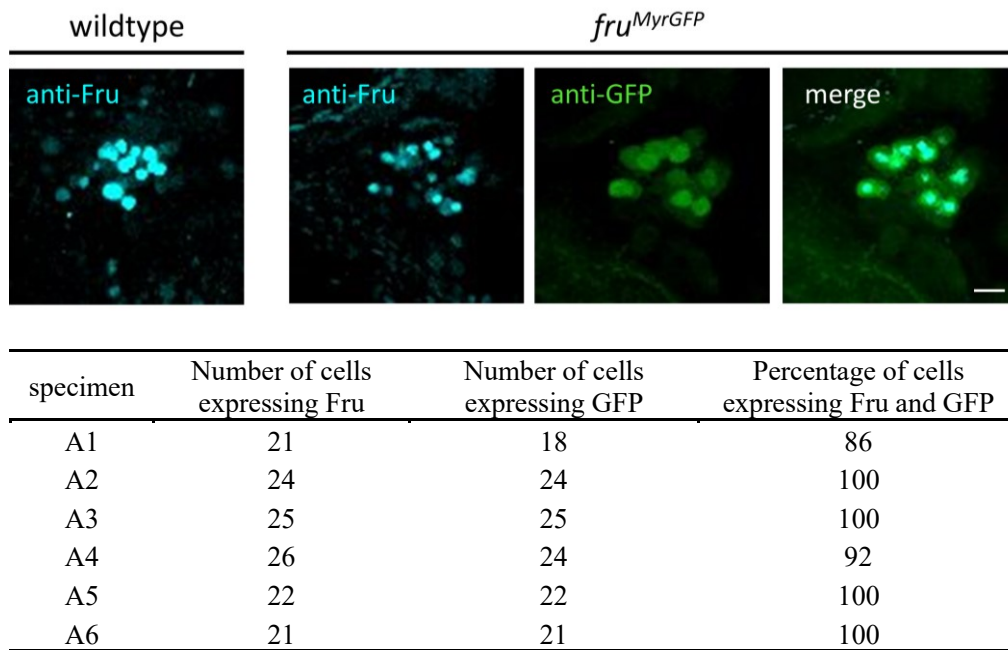 wildtype fru^MyrGFP
anti-Fru anti-Fru anti-GFP merge
specimen Number of cells expressing Fru Number of cells expressing GFP Percentage of cells expressing Fru and GFP
A1 21 18 86
A2 24 24 100
A3 25 25 100
A4 26 24 92
A5 22 22 100
A6 21 21 100